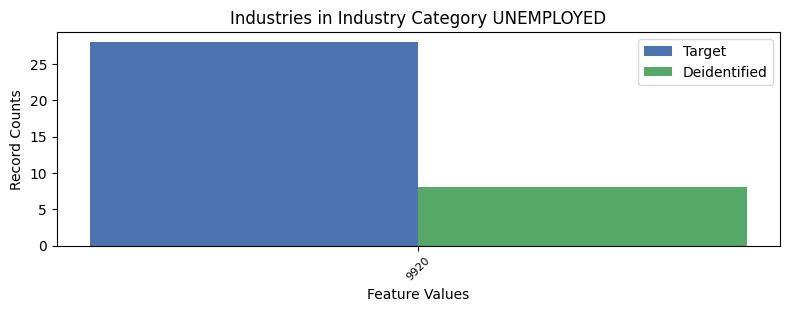 Industries in Industry Category UNEMPLOYED
Target
Deidentified
Record Counts
25
20
15
10
5
0
9920
Feature Values